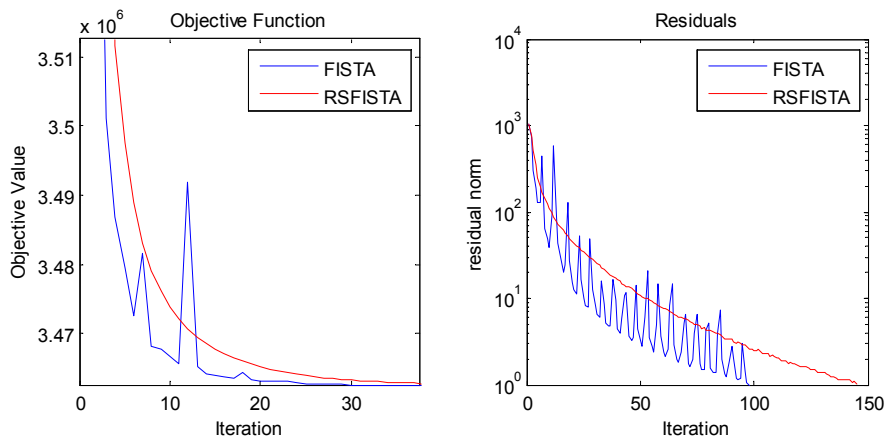 Objective Function
x 10^6
3.51
3.5
3.49
3.48
3.47
Objective Value
FISTA
RSFISTA
0 10 20 30
Iteration
Residuals
10^4
10^3
10^2
10^1
10^0
residual norm
FISTA
RSFISTA
0 50 100 150
Iteration